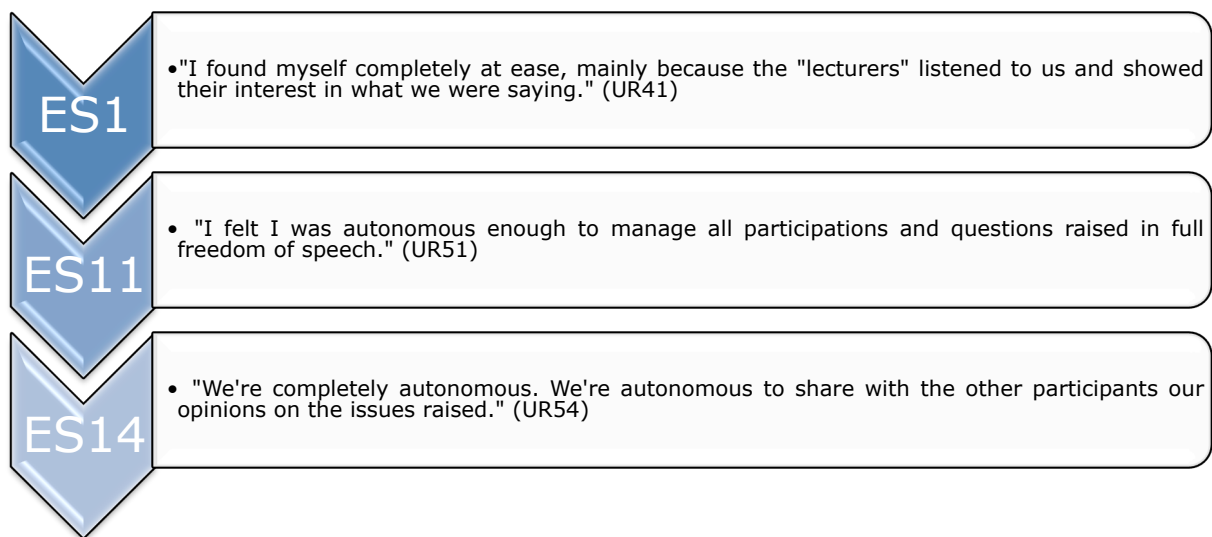 ES1
•"I found myself completely at ease, mainly because the "lecturers" listened to us and showed
their interest in what we were saying." (UR41)
ES11
• "I felt I was autonomous enough to manage all participations and questions raised in full
freedom of speech." (UR51)
ES14
• "We're completely autonomous. We're autonomous to share with the other participants our
opinions on the issues raised." (UR54)